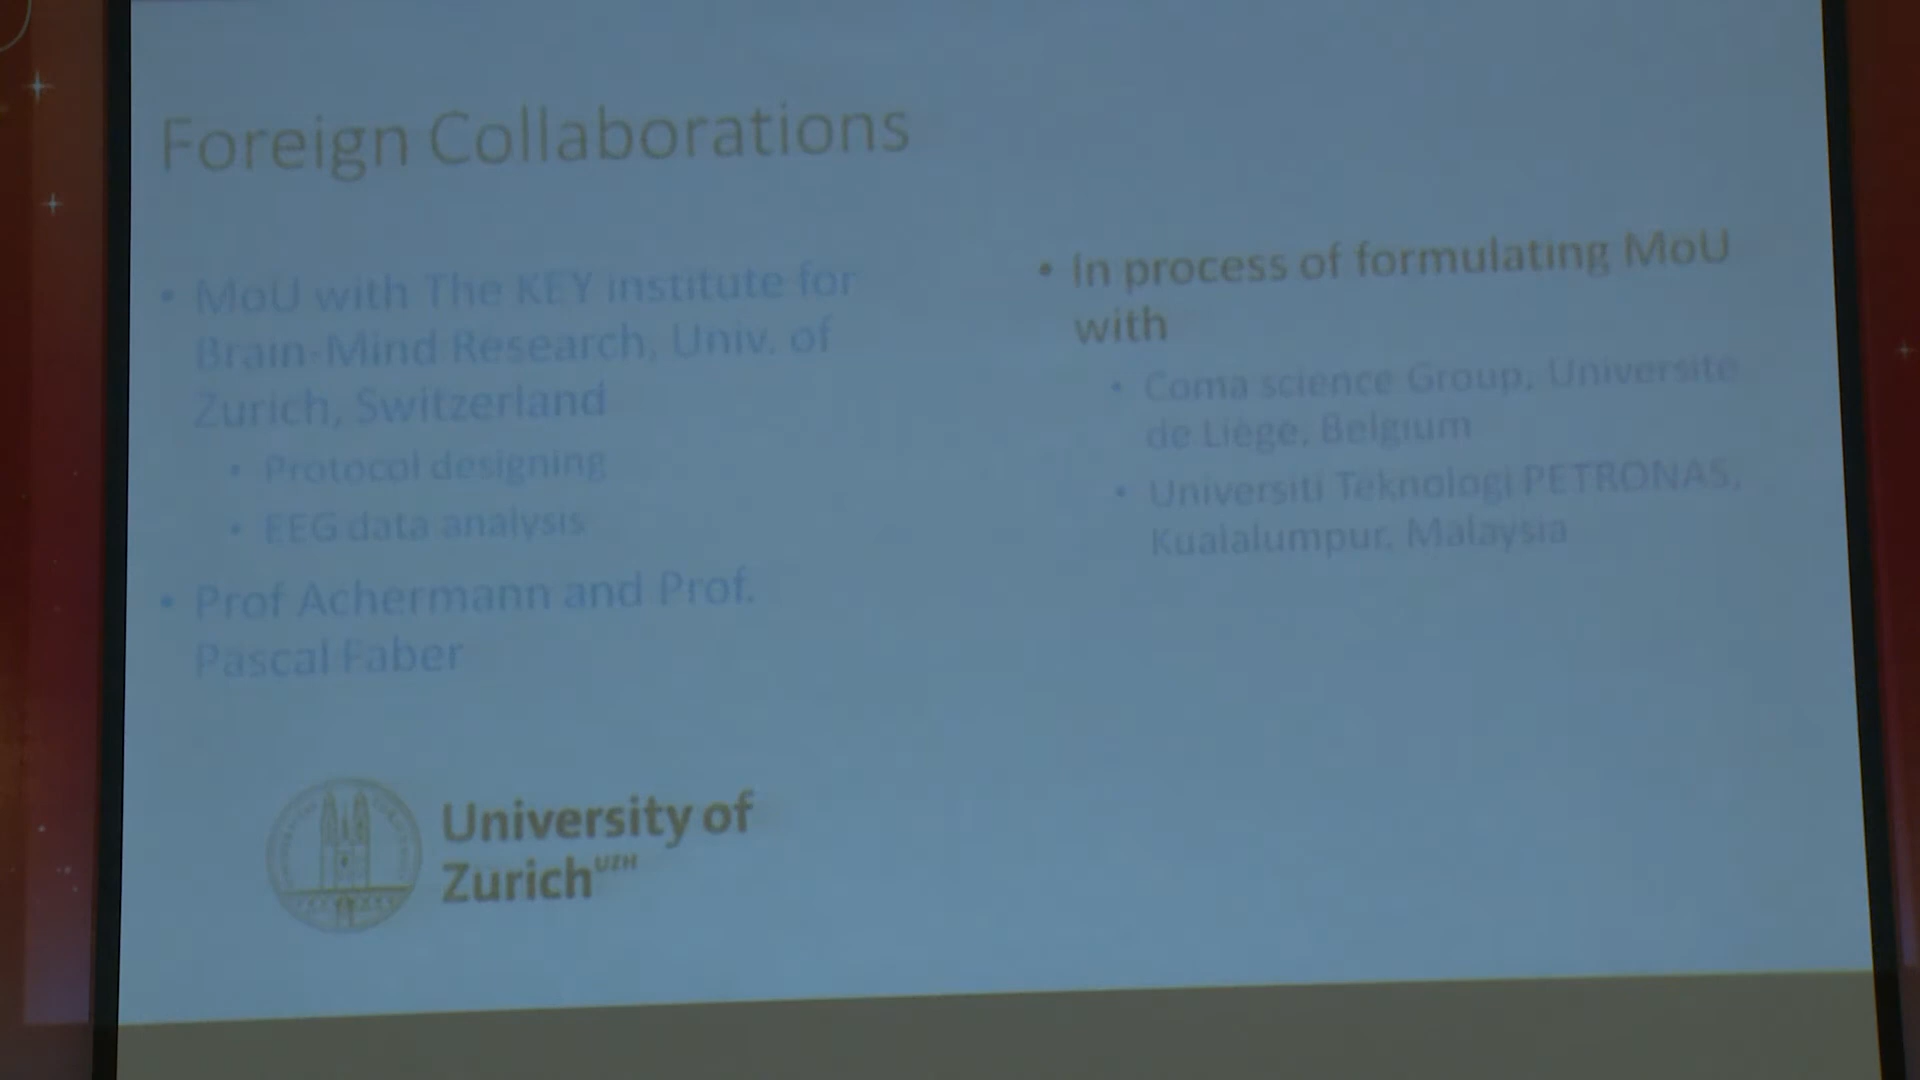 Foreign Collaborations
• MoU with The KEY institute for
Brain-Mind Research, Univ. of
Zurich, Switzerland
• Protocol designing
• EEG data analysis
• Prof Achermann and Prof.
Pascal Faber
University of
Zurich UZH
• In process of formulating MoU
with
• Coma science Group, Universite
de Liège, Belgium
• Universiti Teknologi PETRONAS,
Kualalumpur, Malaysia